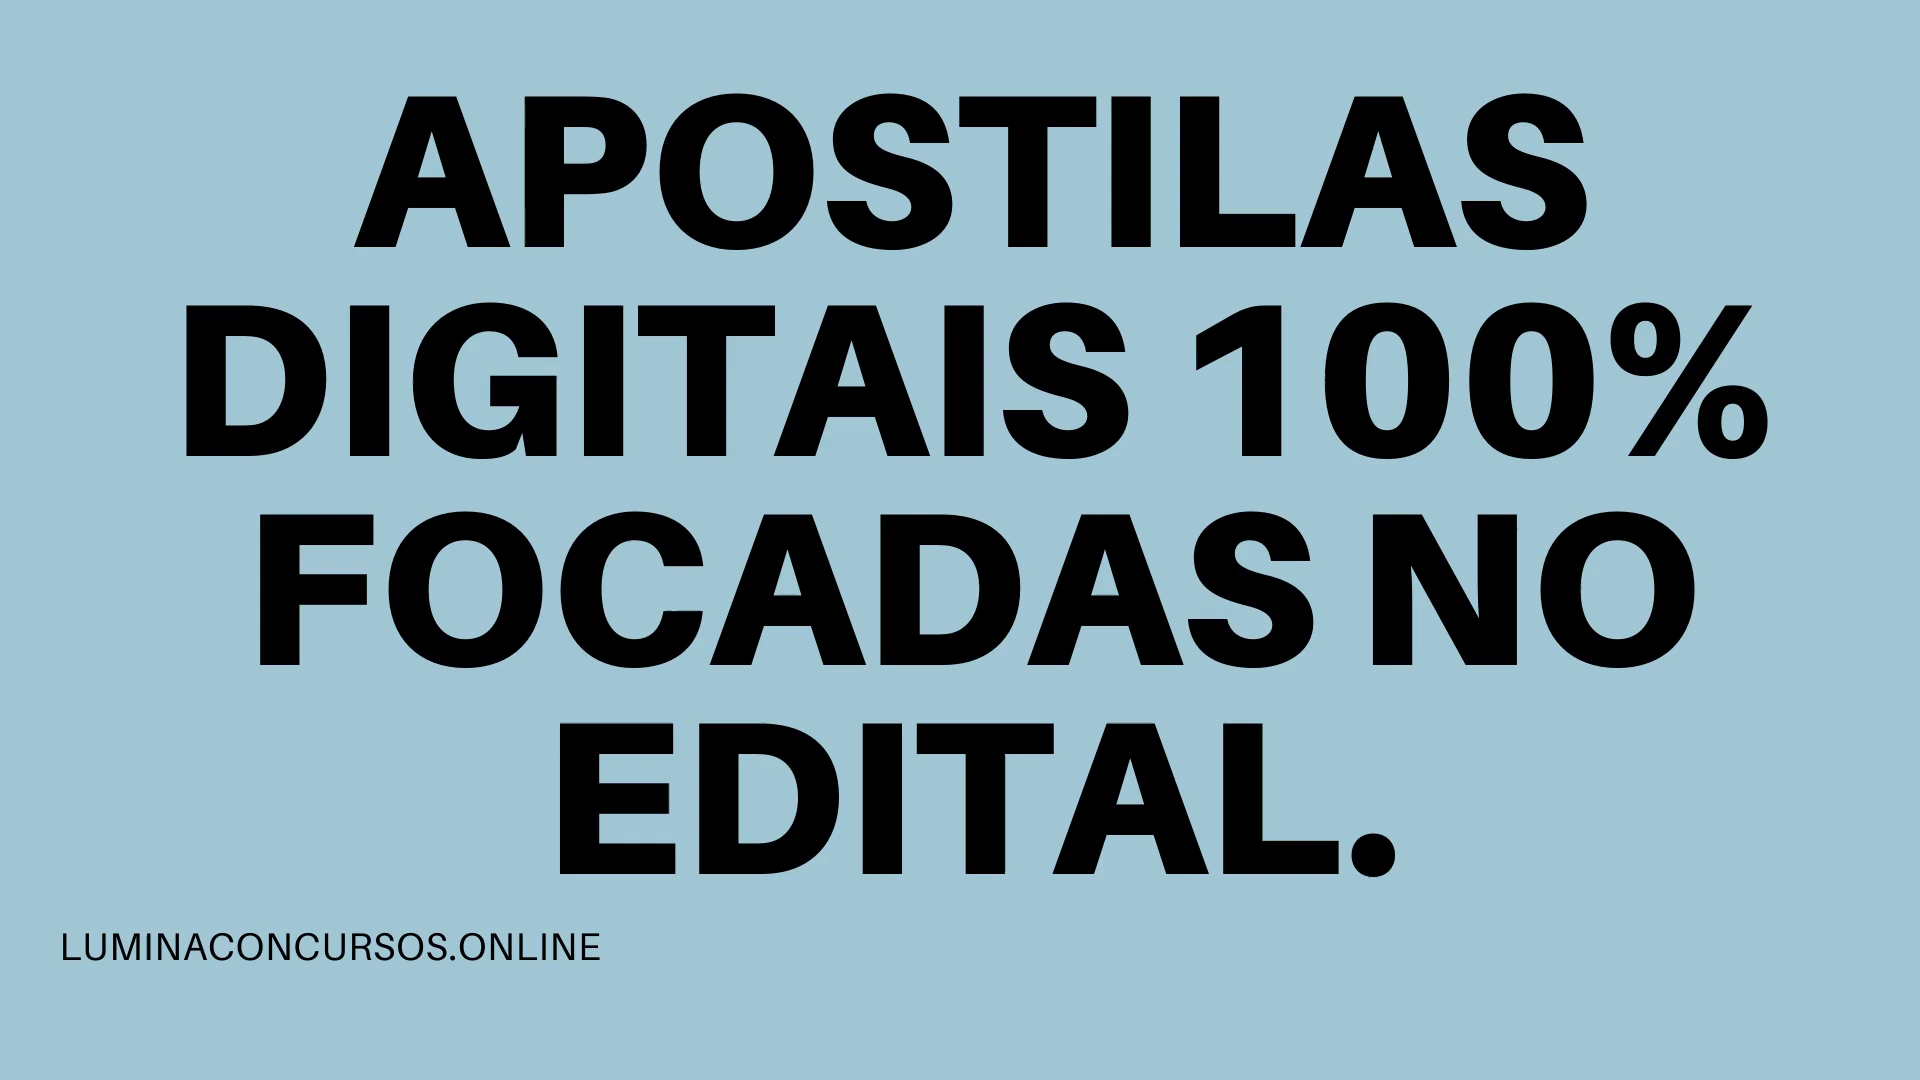 APOSTILAS
DIGITAIS 100%
FOCADAS NO
EDITAL.
LUMINACONCURSOS.ONLINE